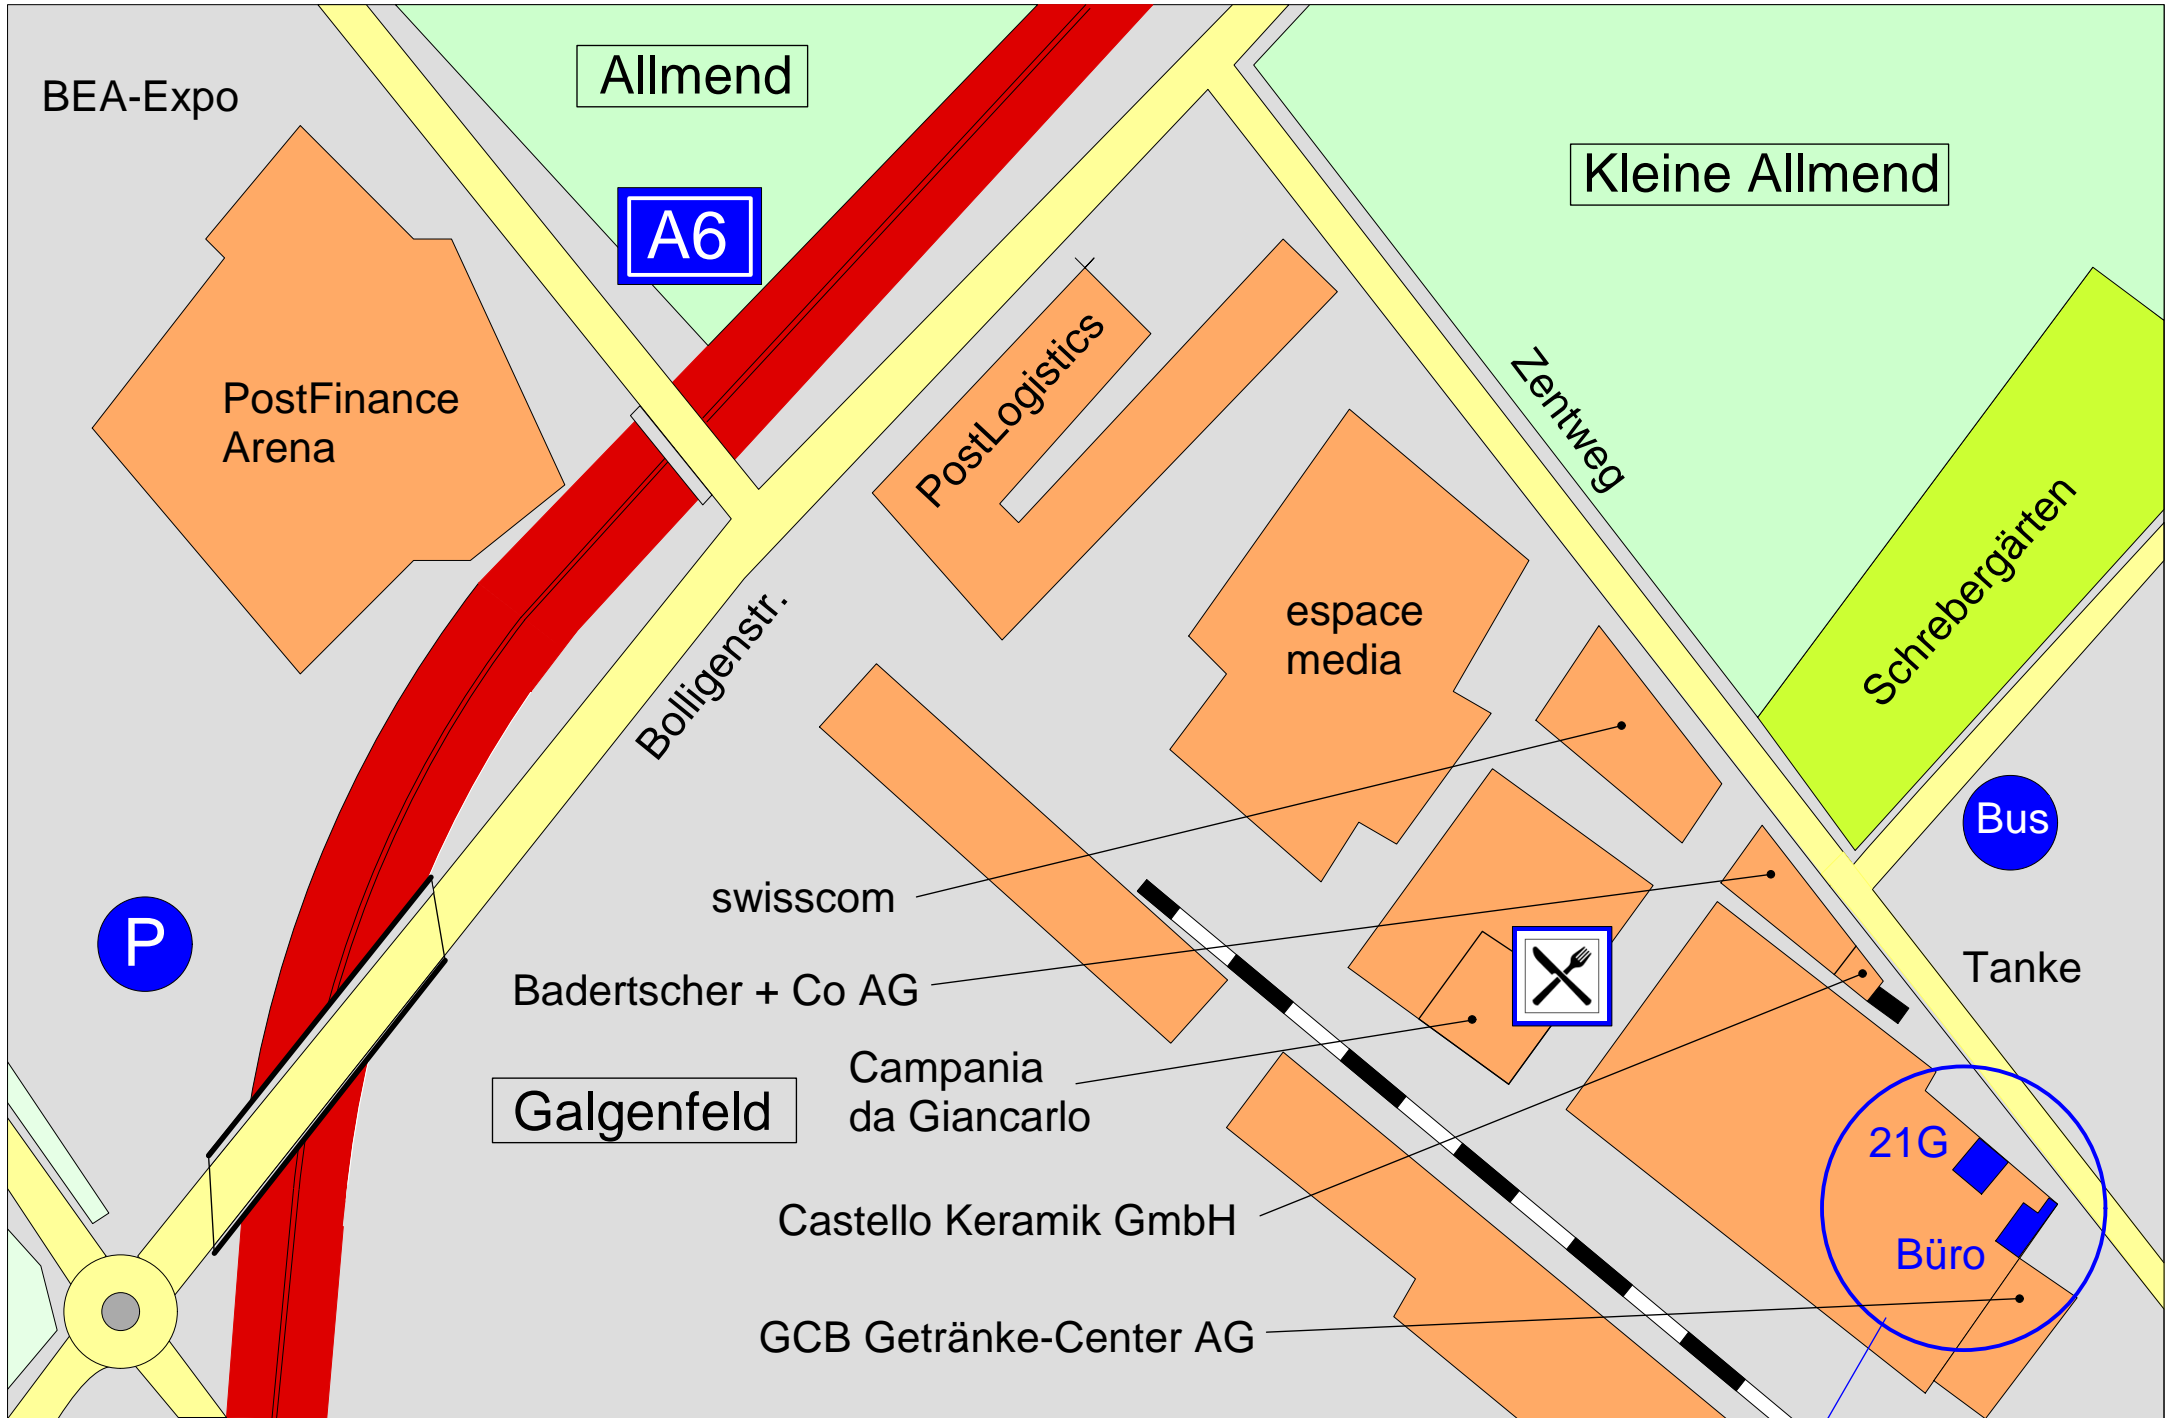 BEA-Expo
Allmend
A6
Kleine Allmend
PostFinance
Arena
PostLogistics
Zentweg
Schrebergärten
Bolligenstr.
espace
media
Bus
swisscom
P
Badertscher + Co AG
Tanke
Campania
da Giancarlo
Galgenfeld
21G
Castello Keramik GmbH
Büro
GCB Getränke-Center AG